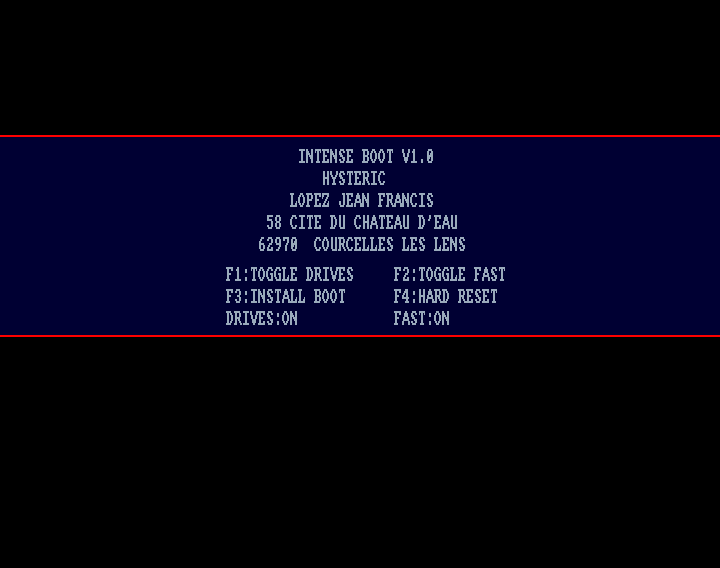 INTENSE BOOT V1.0
HYSTERIC
LOPEZ JEAN FRANCIS
58 CITE DU CHATEAU D'EAU
62970 COURCELLES LES LENS
F1:TOGGLE DRIVES F2:TOGGLE FAST
F3:INSTALL BOOT F4:HARD RESET
DRIVES:ON FAST:ON